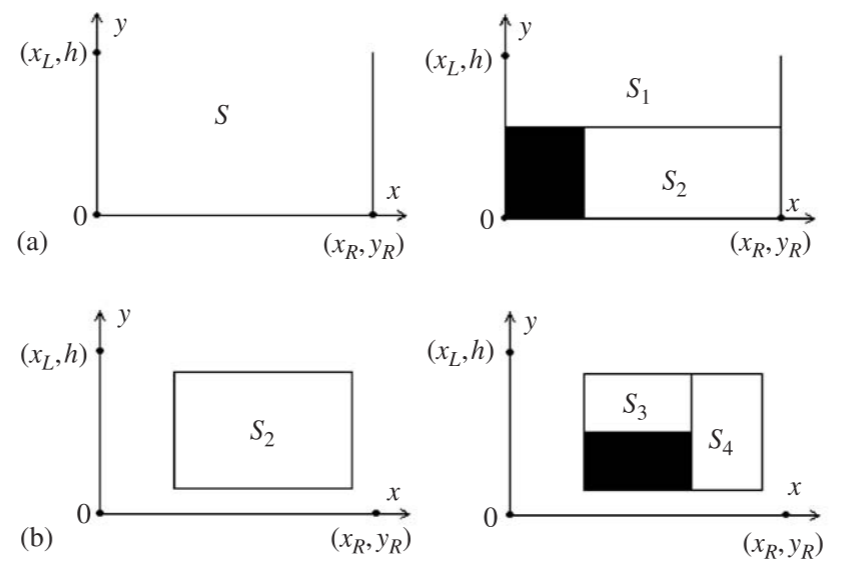 y
(x_L,h)
S
x
0
(x_R, y_R)
(a)
y
(x_L,h)
S_1
S_2
x
0
(x_R, y_R)
y
(x_L,h)
S_2
x
0
(x_R, y_R)
(b)
y
(x_L,h)
S_3
S_4
x
0
(x_R, y_R)